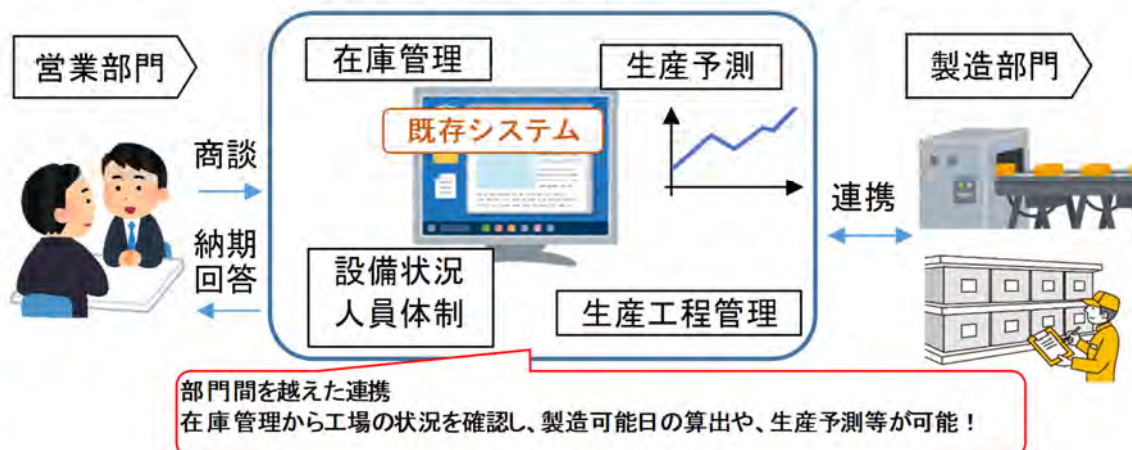 営業部門
在庫管理
生産予測
製造部門
既存システム
商談
連携
納期
回答
設備状況
人員体制
生産工程管理
部門間を越えた連携
在庫管理から工場の状況を確認し、製造可能日の算出や、生産予測等が可能！